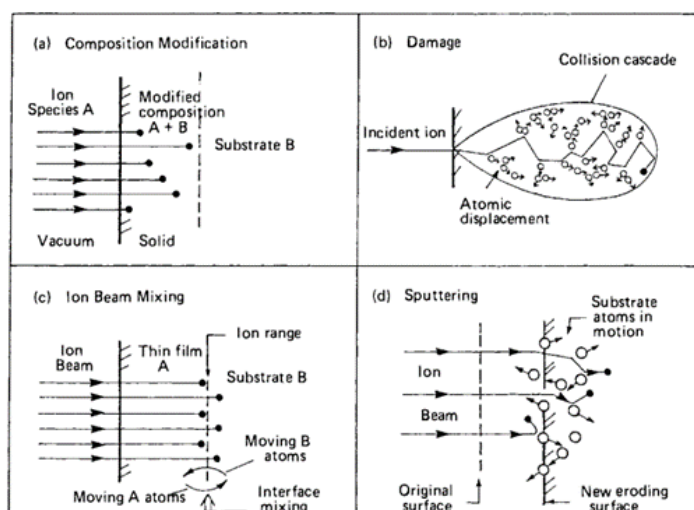 (a) Composition Modification
Ion
Species A
Modified
composition
A + B
Substrate B
Vacuum
Solid
(b) Damage
Collision cascade
Incident ion
Atomic
displacement
(c) Ion Beam Mixing
Ion range
Ion
Beam
Thin film
A
Substrate B
Moving B
atoms
Moving A atoms
Interface
mixing
(d) Sputtering
Substrate
atoms in
motion
Ion
Beam
Original
surface
New eroding
surface